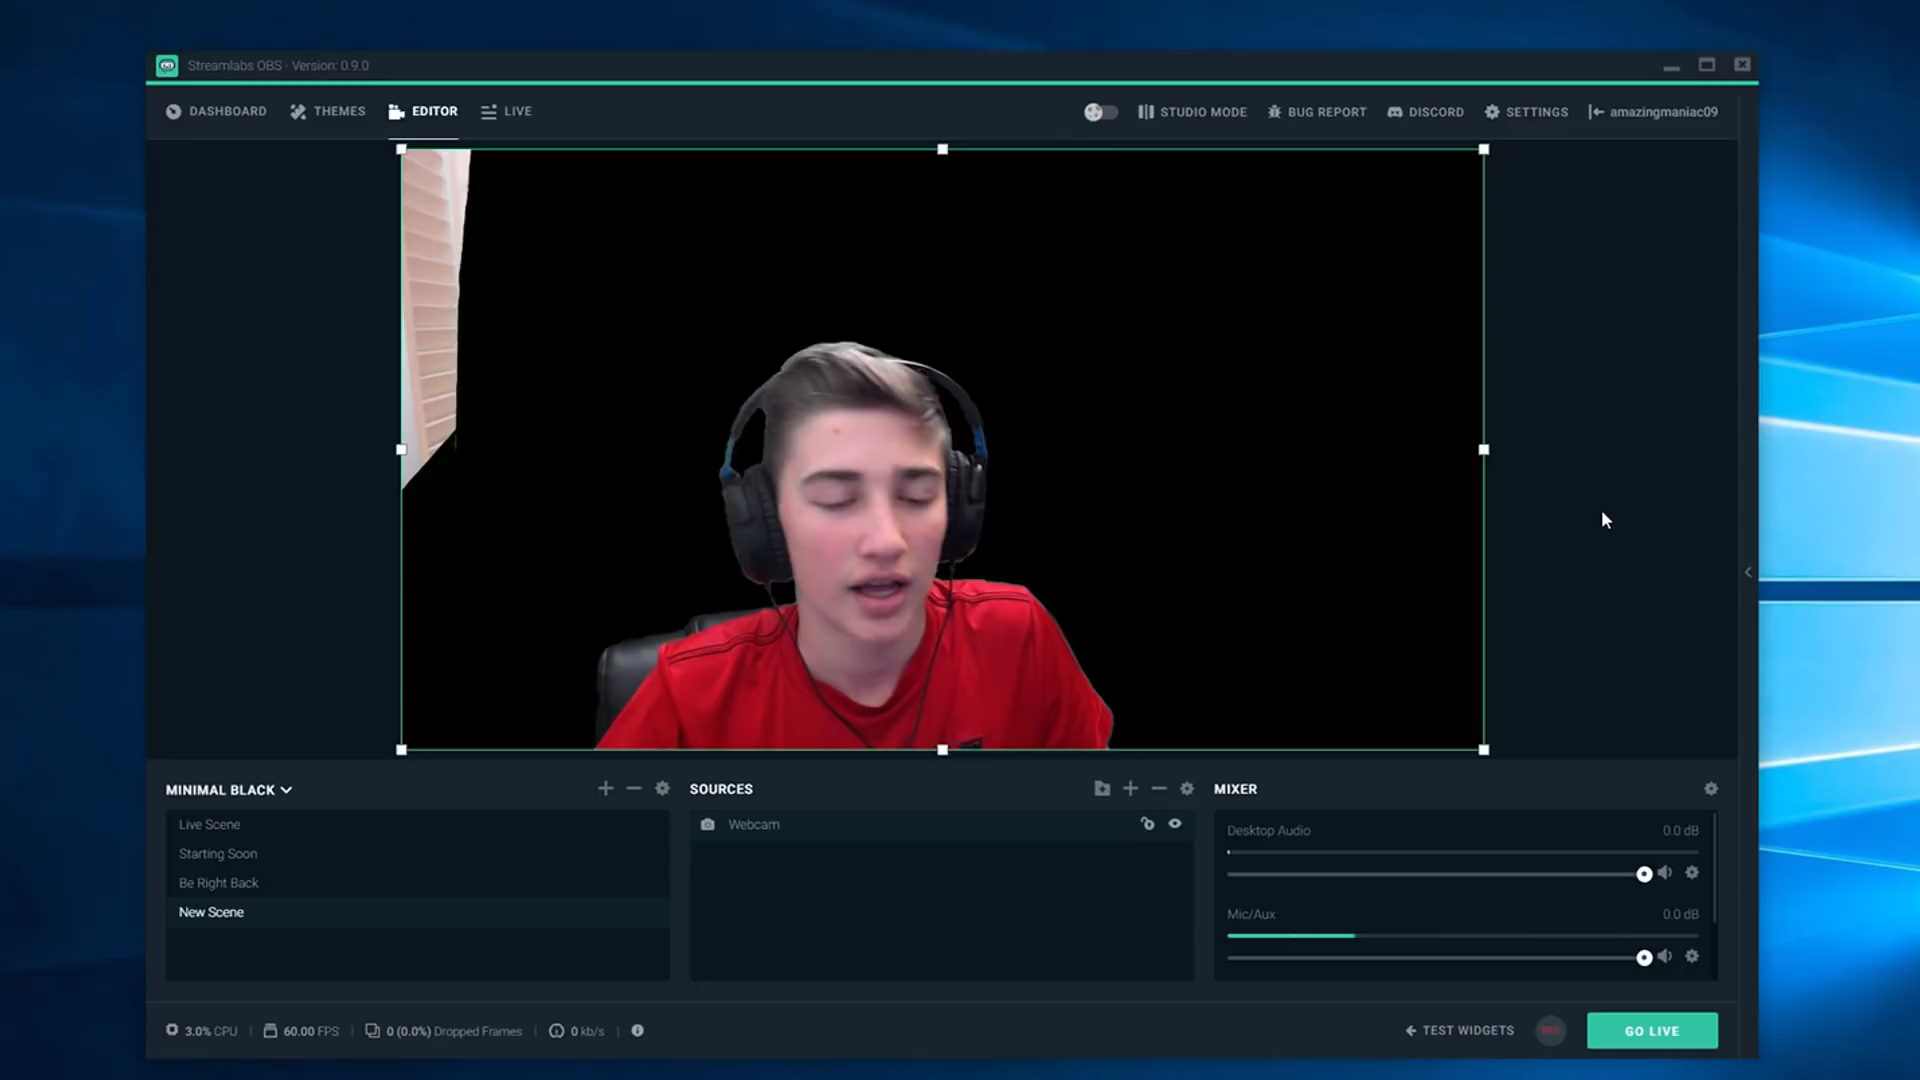 Streamlabs OBS - Version: 0.9.0
DASHBOARD THEMES EDITOR LIVE STUDIO MODE BUG REPORT DISCORD SETTINGS amazingmaniac09
MINIMAL BLACK
Live Scene
Starting Soon
Be Right Back
New Scene
SOURCES
Webcam
MIXER
Desktop Audio 0.0 dB
Mic/Aux 0.0 dB
3.0% CPU 60.00 FPS 0 (0.0%) Dropped Frames 0 kb/s
TEST WIDGETS REC GO LIVE